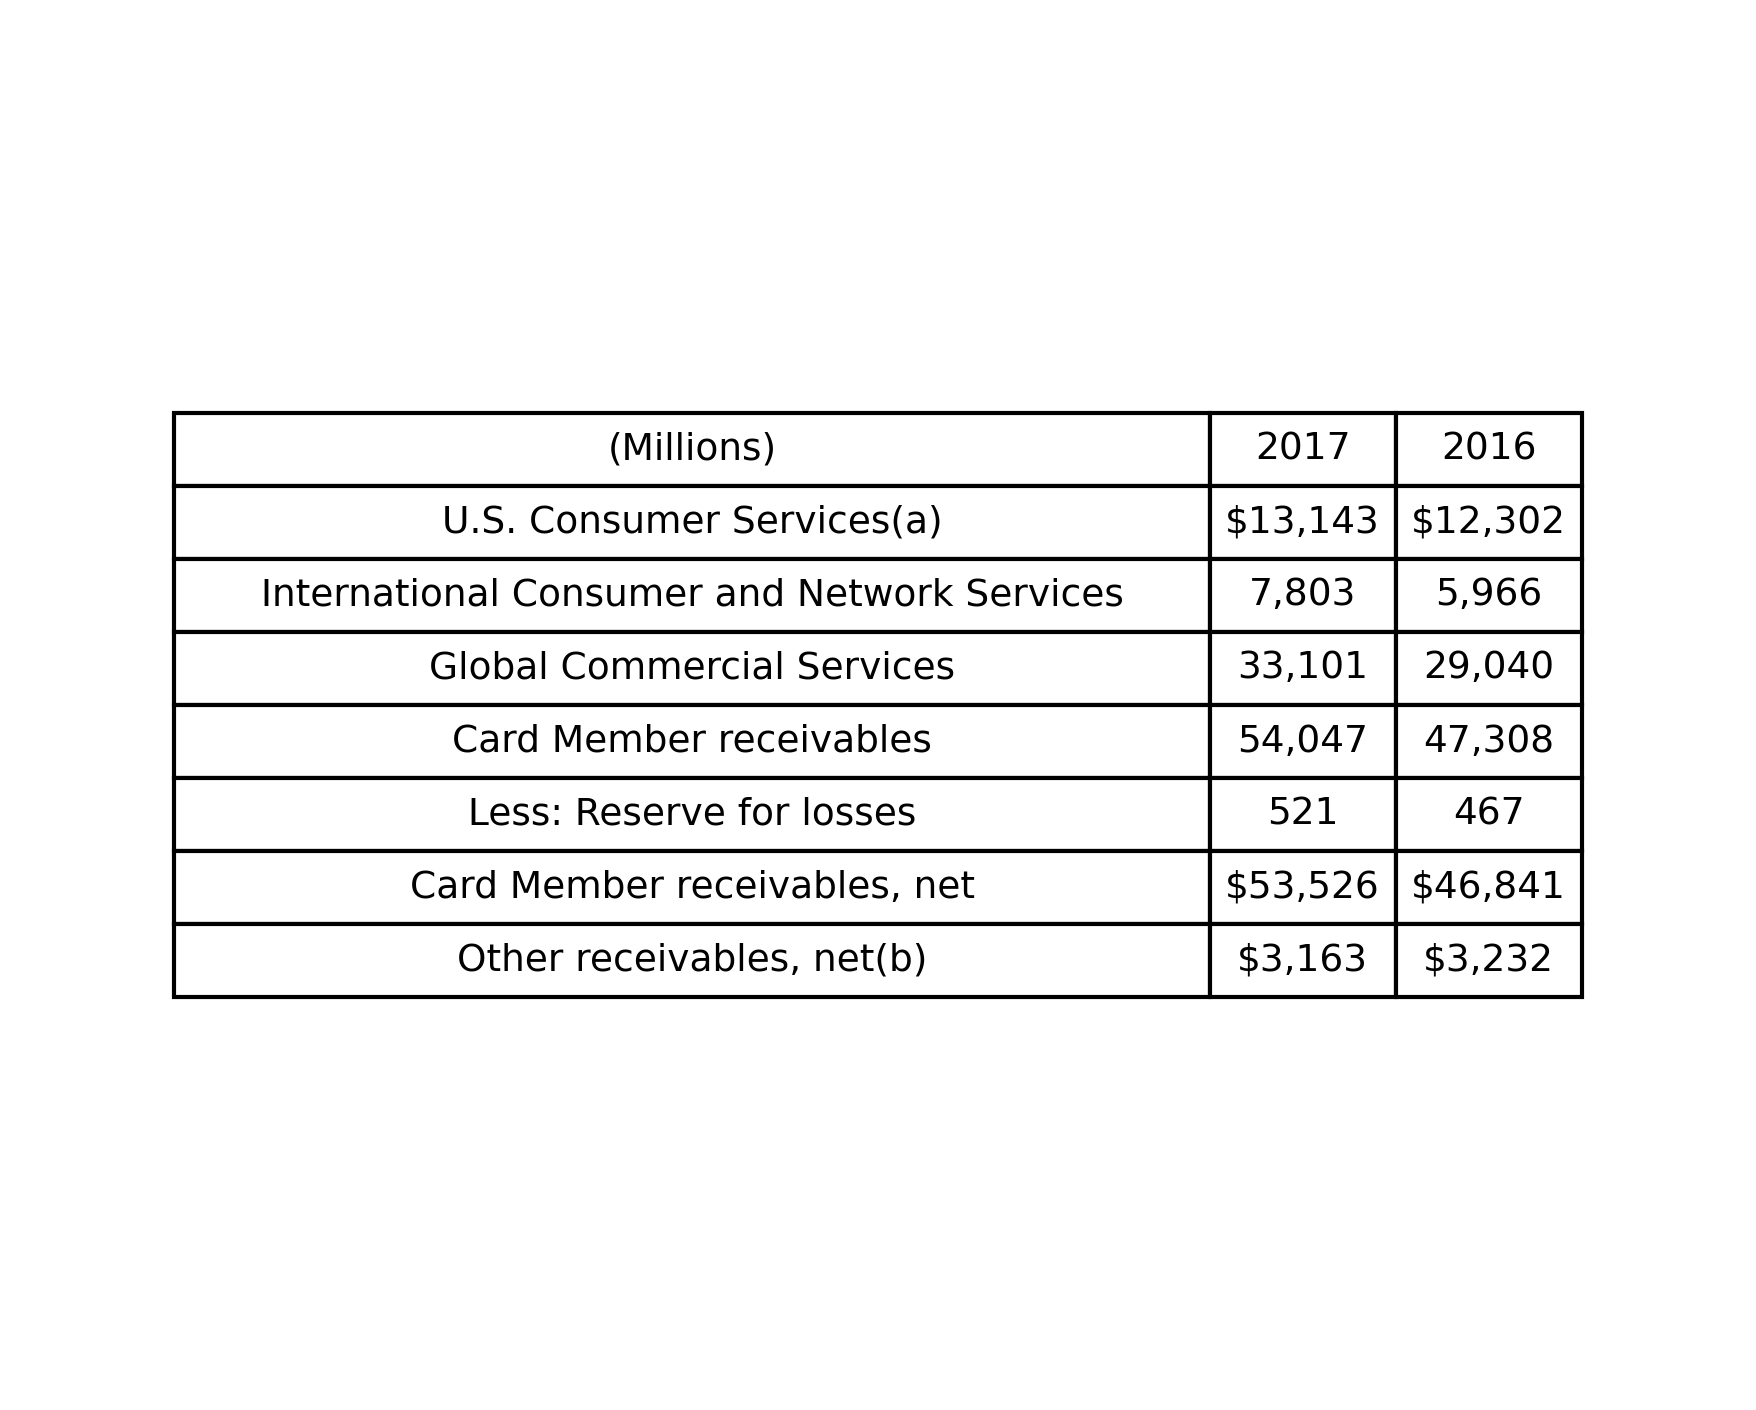 (Millions) 2017 2016
U.S. Consumer Services(a) $13,143 $12,302
International Consumer and Network Services 7,803 5,966
Global Commercial Services 33,101 29,040
Card Member receivables 54,047 47,308
Less: Reserve for losses 521 467
Card Member receivables, net $53,526 $46,841
Other receivables, net(b) $3,163 $3,232